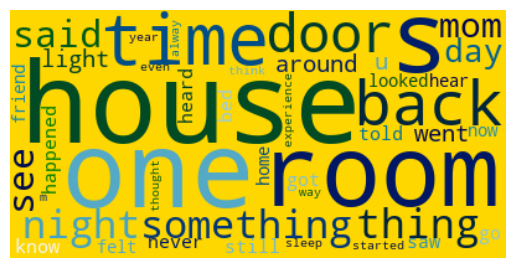 year
alway
said
time
door
s
mom
light
even
think
around
u
day
friend
heard
bed
experience
looked
hear
house
back
happened
told
went
now
see
one
room
m
thought
home
got
way
night
something
thing
go
know
felt
never
still
sleep
started
saw